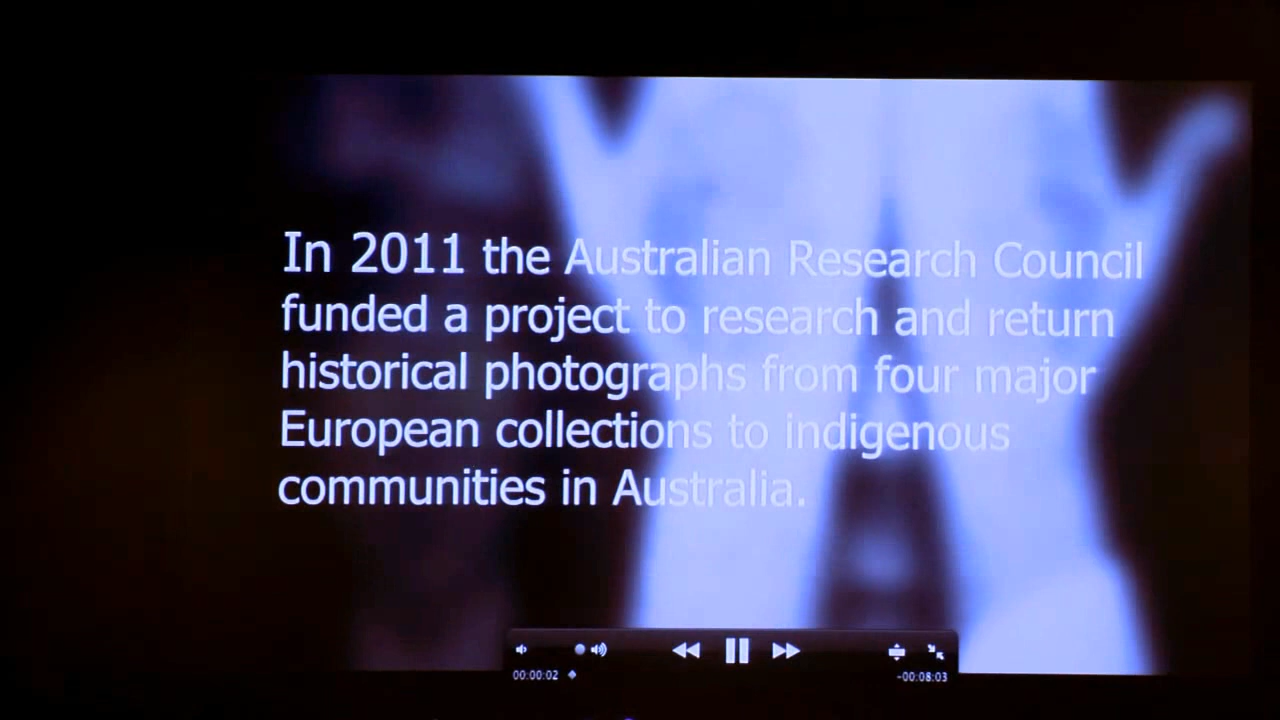 In 2011 the Australian Research Council
funded a project to research and return
historical photographs from four major
European collections to indigenous
communities in Australia.
00:00:02
-00:08:03